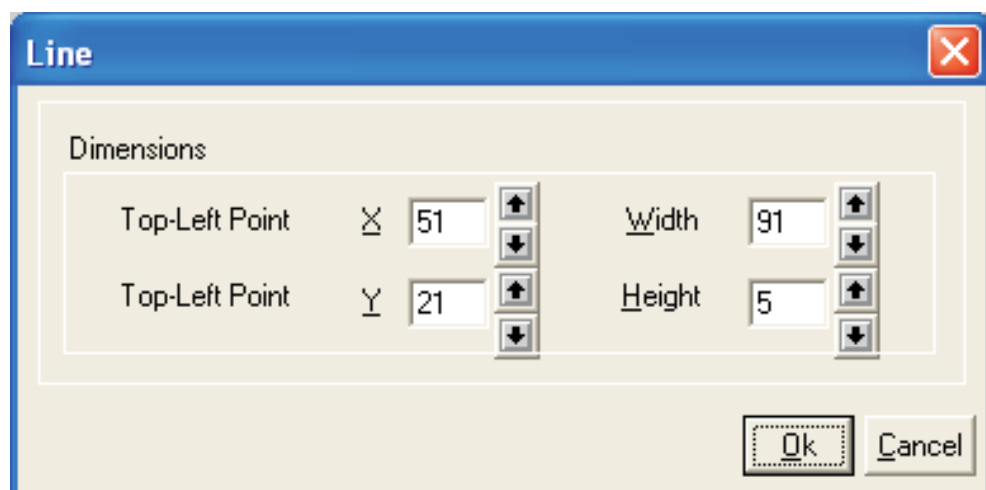 Line
Dimensions
Top-Left Point X 51 Width 91
Top-Left Point Y 21 Height 5
Ok Cancel